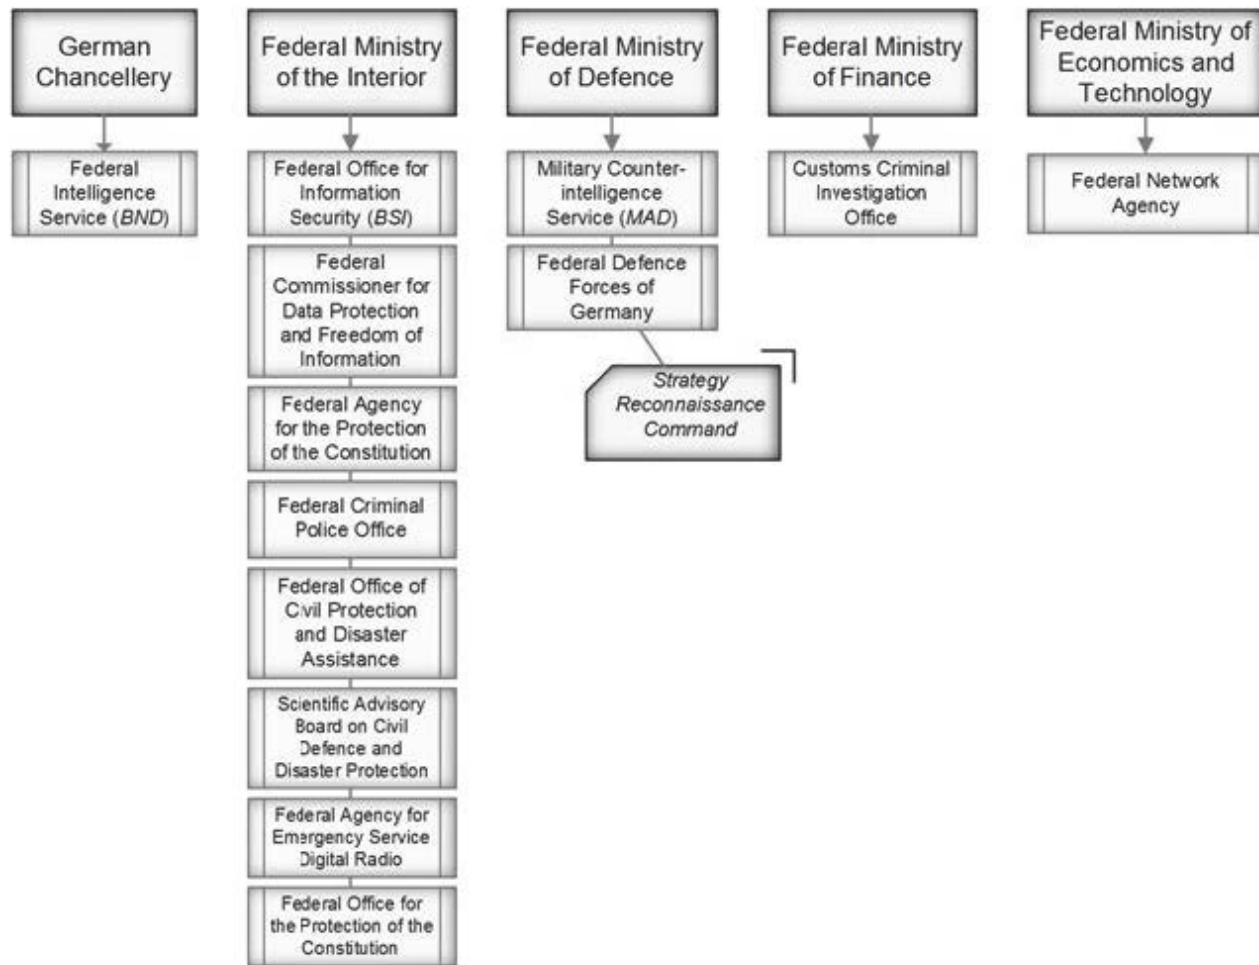 German
Chancellery
Federal
Intelligence
Service (BND)
Federal Ministry
of the Interior
Federal Office for
Information
Security (BSI)
Federal
Commissioner for
Data Protection
and Freedom of
Information
Federal Agency
for the Protection
of the Constitution
Federal Criminal
Police Office
Federal Office of
Civil Protection
and Disaster
Assistance
Scientific Advisory
Board on Civil
Defence and
Disaster Protection
Federal Agency for
Emergency Service
Digital Radio
Federal Office for
the Protection of the
Constitution
Federal Ministry
of Defence
Military Counter-
intelligence
Service (MAD)
Federal Defence
Forces of
Germany
Strategy
Reconnaissance
Command
Federal Ministry
of Finance
Customs Criminal
Investigation
Office
Federal Ministry of
Economics and
Technology
Federal Network
Agency